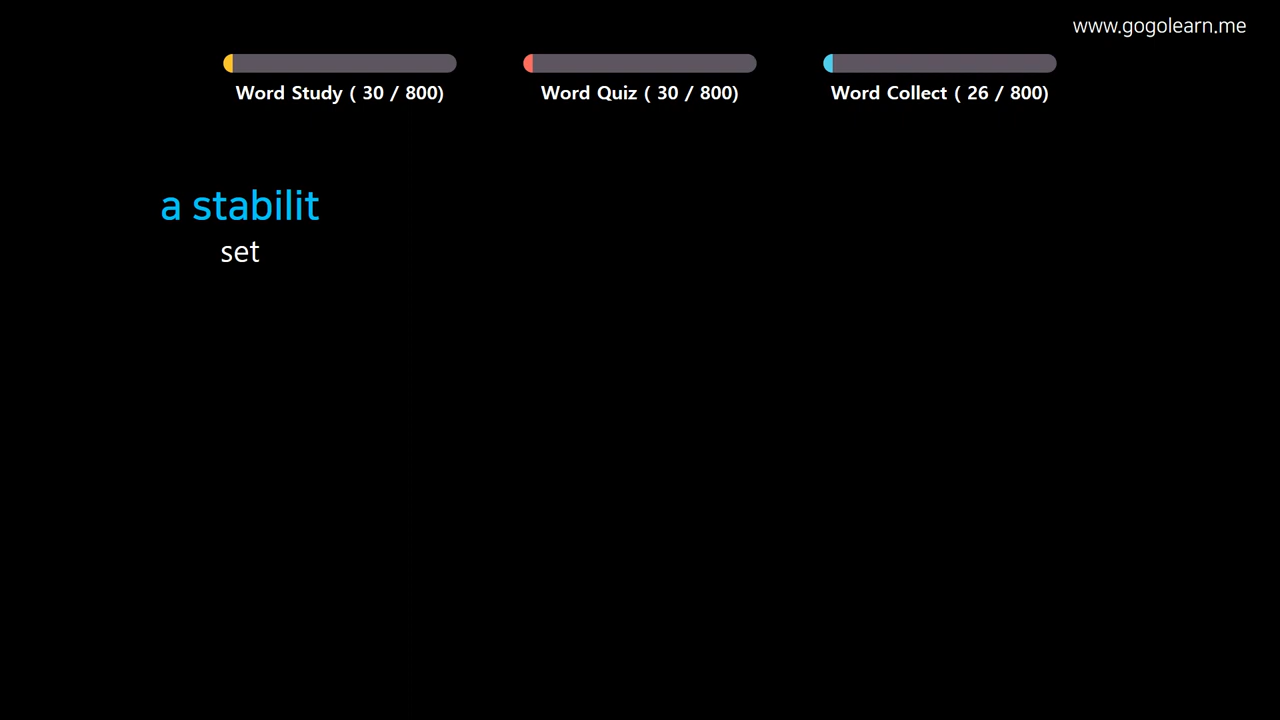 www.gogolearn.me
Word Study ( 30 / 800)
Word Quiz ( 30 / 800)
Word Collect ( 26 / 800)
a stabilit
set